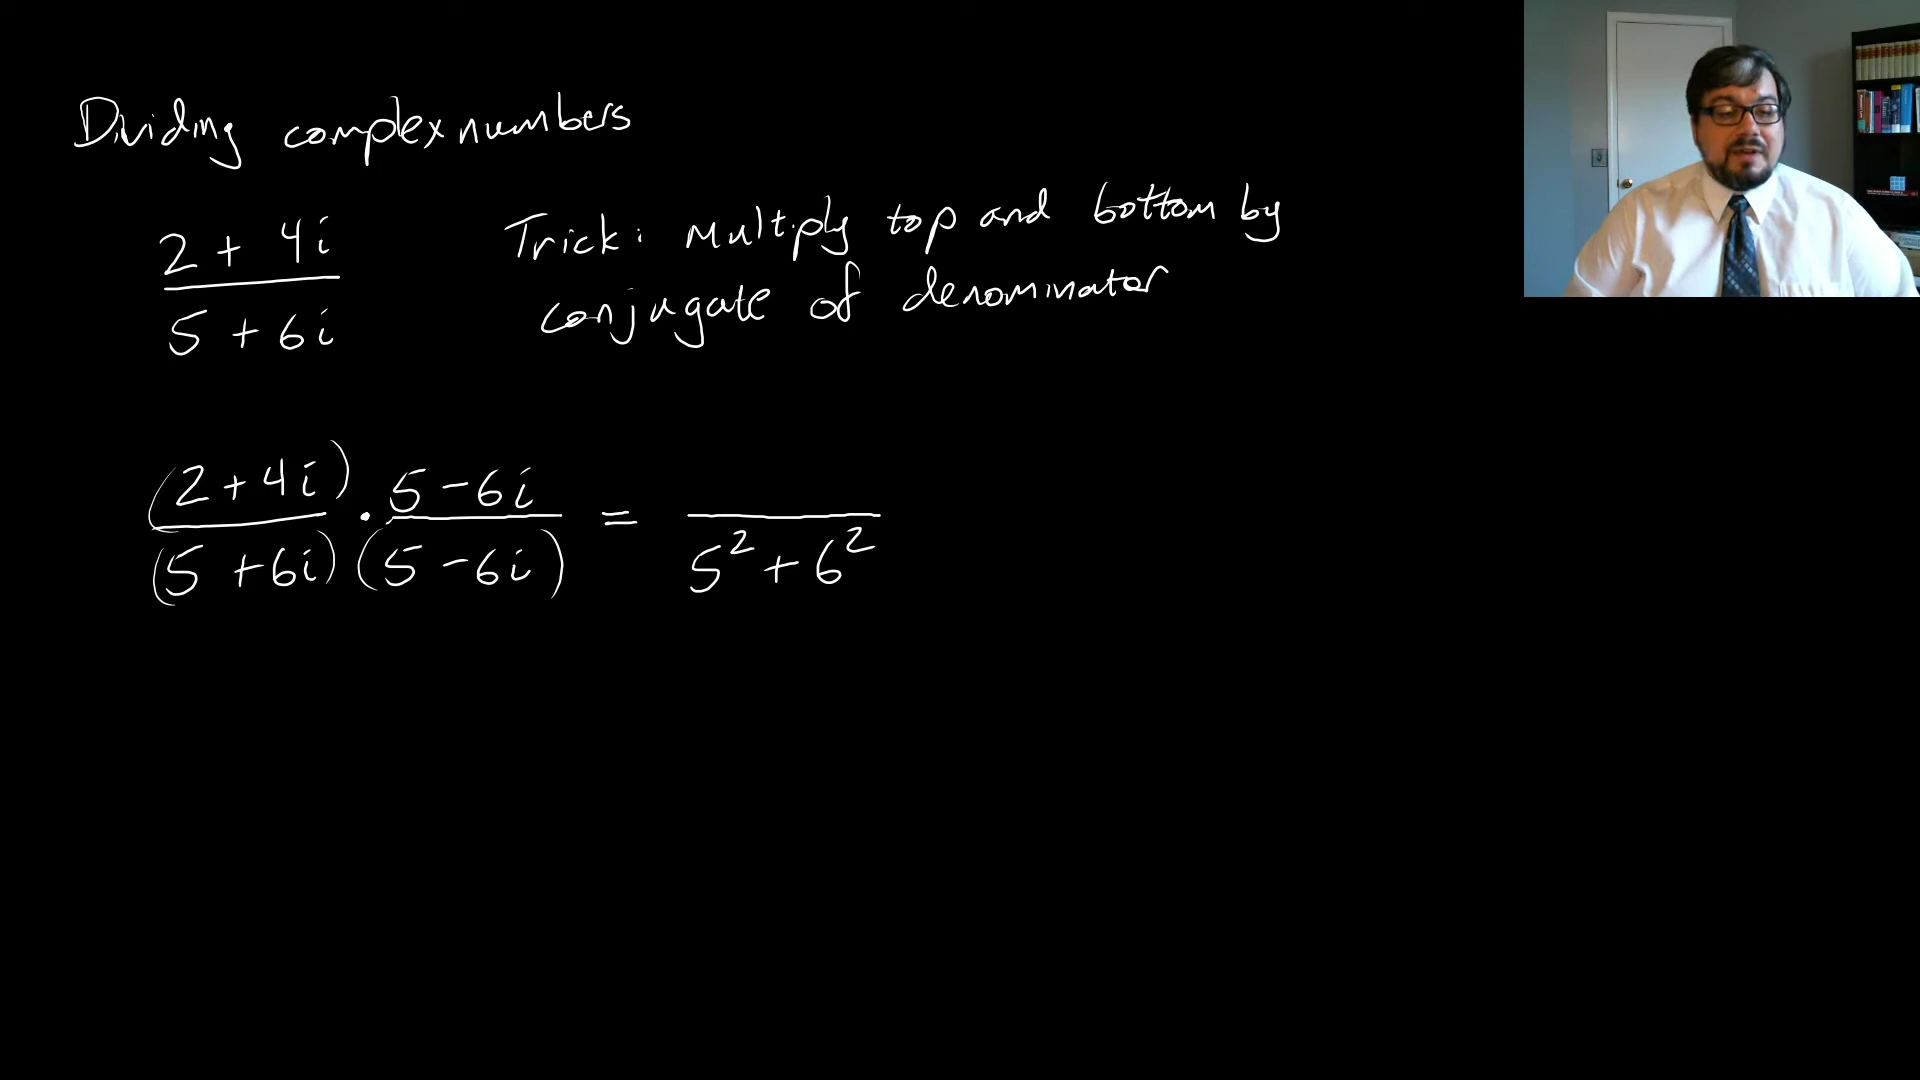 Dividing complex numbers
2 + 4i
5 + 6i
Trick: Multiply top and bottom by
conjugate of denominator
(2 + 4i) · 5 - 6i =
(5 + 6i) (5 - 6i) 5² + 6²